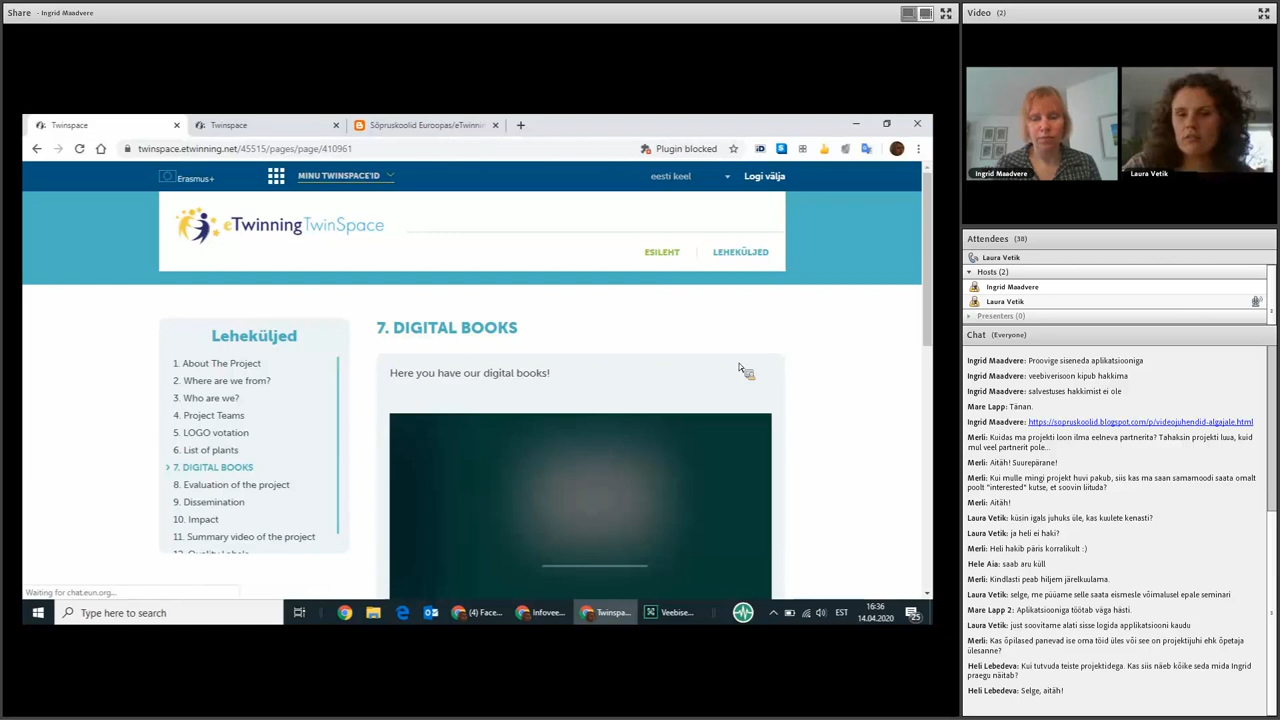 Share - Ingrid Maadvere
Twinspace
Twinspace
Sõpruskoolid Euroopas/eTwinnin
twinspace.etwinning.net/45515/pages/page/410961
Plugin blocked
Erasmus+
MINU TWINSPACE'ID
eesti keel
Logi välja
eTwinning TwinSpace
ESILEHT
LEHEKÜLJED
Leheküljed
1. About The Project
2. Where are we from?
3. Who are we?
4. Project Teams
5. LOGO votation
6. List of plants
7. DIGITAL BOOKS
8. Evaluation of the project
9. Dissemination
10. Impact
11. Summary video of the project
7. DIGITAL BOOKS
Here you have our digital books!
Waiting for chat.eun.org...
Type here to search
(4) Face...
Infovee...
Twinspa...
Veebise...
EST
16:36
14.04.2020
25
Video (2)
Ingrid Maadvere
Laura Vetik
Attendees (38)
Laura Vetik
Hosts (2)
Ingrid Maadvere
Laura Vetik
Presenters (0)
Chat (Everyone)
Ingrid Maadvere: Proovige siseneda aplikatsiooniga
Ingrid Maadvere: veebiverisoon kipub hakkima
Ingrid Maadvere: salvestuses hakkimist ei ole
Mare Lapp: Tänan.
Ingrid Maadvere: https://sopruskoolid.blogspot.com/p/videojuhendid-algajale.html
Merli: Kuidas ma projekti loon ilma eelneva partnerita? Tahaksin projekti luua, kuid
mul veel partnerit pole...
Merli: Aitäh! Suurepärane!
Merli: Kui mulle mingi projekt huvi pakub, siis kas ma saan samamoodi saata omalt
poolt "interested" kutse, et soovin liituda?
Merli: Aitäh!
Laura Vetik: küsin igals juhuks üle, kas kuulete kenasti?
Laura Vetik: ja heli ei haki?
Merli: Heli hakib päris korralikult :)
Hele Aia: saab aru küll
Merli: Kindlasti peab hiljem järelkuulama.
Laura Vetik: selge, me püüame selle saata eismesle võimalusel epale seminari
Mare Lapp 2: Aplikatsiooniga töötab väga hästi.
Laura Vetik: just soovitame alati sisse logida applikatsiooni kaudu
Merli: Kas õpilased panevad ise oma töid üles või see on projektijuhi ehk õpetaja
ülesanne?
Heli Lebedeva: Kui tutvuda teiste projektidega. Kas siis näeb kõike seda mida Ingrid
praegu näitab?
Heli Lebedeva: Selge, aitäh!